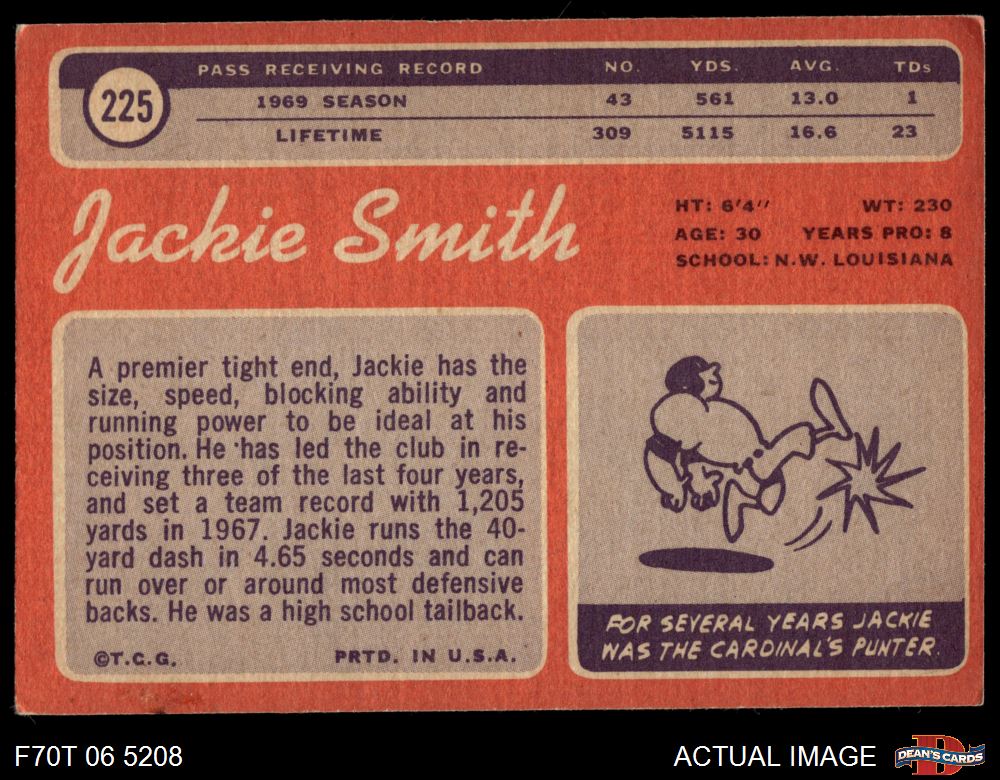 225
PASS RECEIVING RECORD NO. YDS. AVG. TDs
1969 SEASON 43 561 13.0 1
LIFETIME 309 5115 16.6 23
Jackie Smith
HT: 6'4'' WT: 230
AGE: 30 YEARS PRO: 8
SCHOOL: N.W. LOUISIANA
A premier tight end, Jackie has the
size, speed, blocking ability and
running power to be ideal at his
position. He has led the club in re-
ceiving three of the last four years,
and set a team record with 1,205
yards in 1967. Jackie runs the 40-
yard dash in 4.65 seconds and can
run over or around most defensive
backs. He was a high school tailback.
©T.C.G. PRTD. IN U.S.A.
FOR SEVERAL YEARS JACKIE
WAS THE CARDINAL'S PUNTER.
F70T 06 5208
ACTUAL IMAGE
D
DEAN'S CARDS